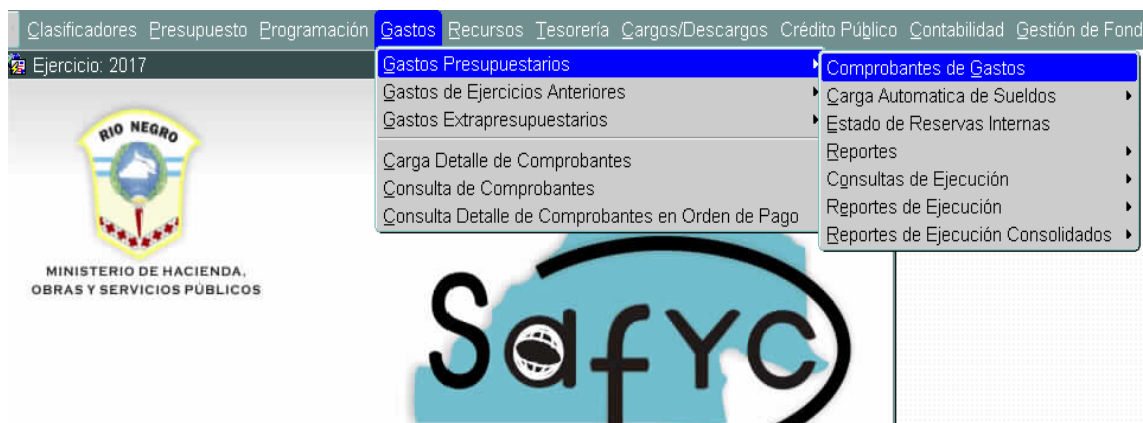 Clasificadores Presupuesto Programación Gastos Recursos Tesorería Cargos/Descargos Crédito Público Contabilidad Gestión de Fond
Ejercicio: 2017
Gastos Presupuestarios
Gastos de Ejercicios Anteriores
Gastos Extrapresupuestarios
Carga Detalle de Comprobantes
Consulta de Comprobantes
Consulta Detalle de Comprobantes en Orden de Pago
Comprobantes de Gastos
Carga Automatica de Sueldos
Estado de Reservas Internas
Reportes
Consultas de Ejecución
Reportes de Ejecución
Reportes de Ejecución Consolidados
RIO NEGRO
MINISTERIO DE HACIENDA,
OBRAS Y SERVICIOS PÚBLICOS
SafYC